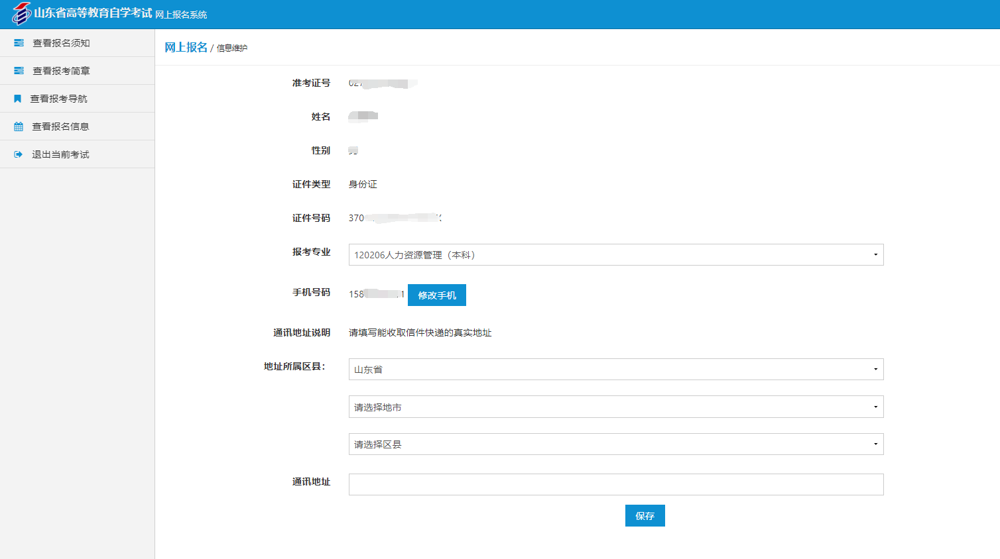 山东省高等教育自学考试 网上报名系统
查看报名须知
查看报考简章
查看报考导航
查看报名信息
退出当前考试
网上报名 / 信息维护
准考证号
姓名
性别
证件类型 身份证
证件号码 370
报考专业 120206人力资源管理（本科）
手机号码 158 1 修改手机
通讯地址说明 请填写能收取信件快递的真实地址
地址所属区县： 山东省
请选择地市
请选择区县
通讯地址
保存